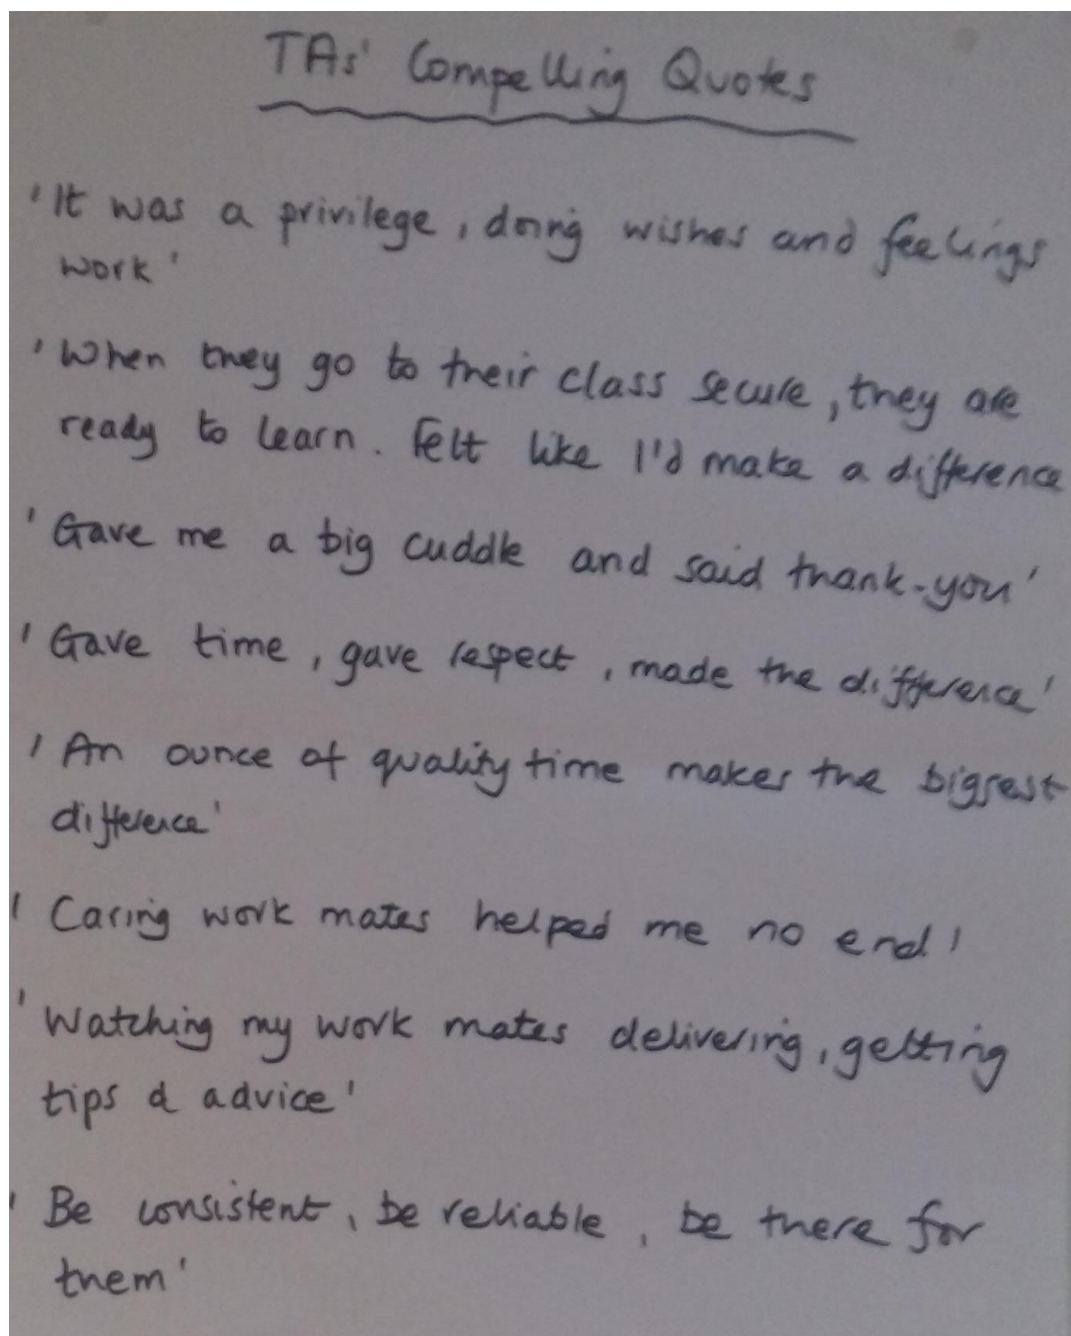 TAs' Compelling Quotes
'It was a privilege, doing wishes and feelings
work'
'When they go to their class secure, they are
ready to learn. Felt like I'd make a difference
'Gave me a big cuddle and said thank-you'
'Gave time, gave respect, made the difference'
'An ounce of quality time makes the biggest
difference'
'Caring work mates helped me no end'
'Watching my work mates delivering, getting
tips & advice'
'Be consistent, be reliable, be there for
them'